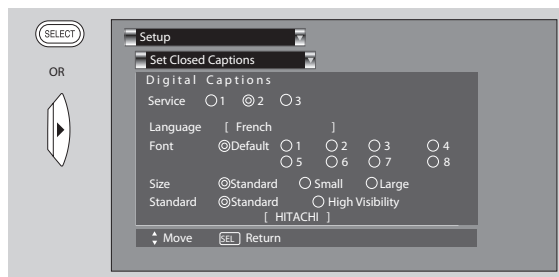 SELECT
OR
Setup
Set Closed Captions
Digital Captions
Service 1 2 3
Language [ French ]
Font Default 1 2 3 4
5 6 7 8
Size Standard Small Large
Standard Standard High Visibility
[ HITACHI ]
Move SEL Return